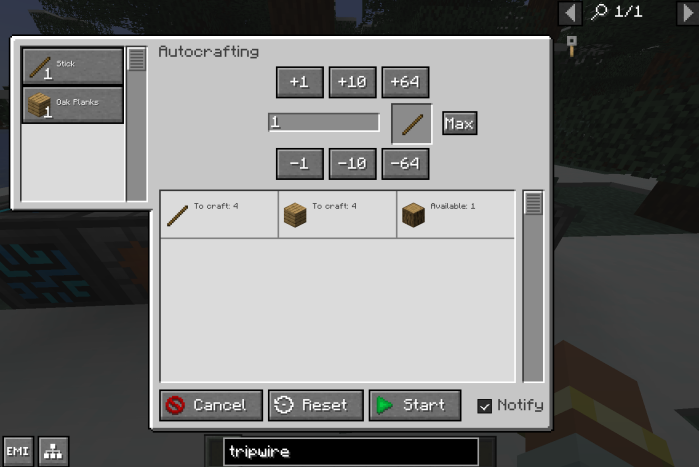 1/1
Autocrafting
Stick
1
Oak Planks
1
+1 +10 +64
1
Max
-1 -10 -64
To craft: 4 To craft: 4 Available: 1
Cancel Reset Start Notify
EMI
tripwire